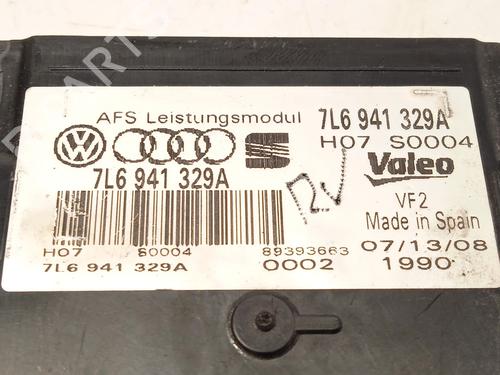 AFS Leistungsmodul
7L6 941 329A
H07 S0004
Valeo
VF2
Made in Spain
07/13/08
1990
7L6 941 329A
RV
H07 S0004 89393663
7L6 941 329A 0002